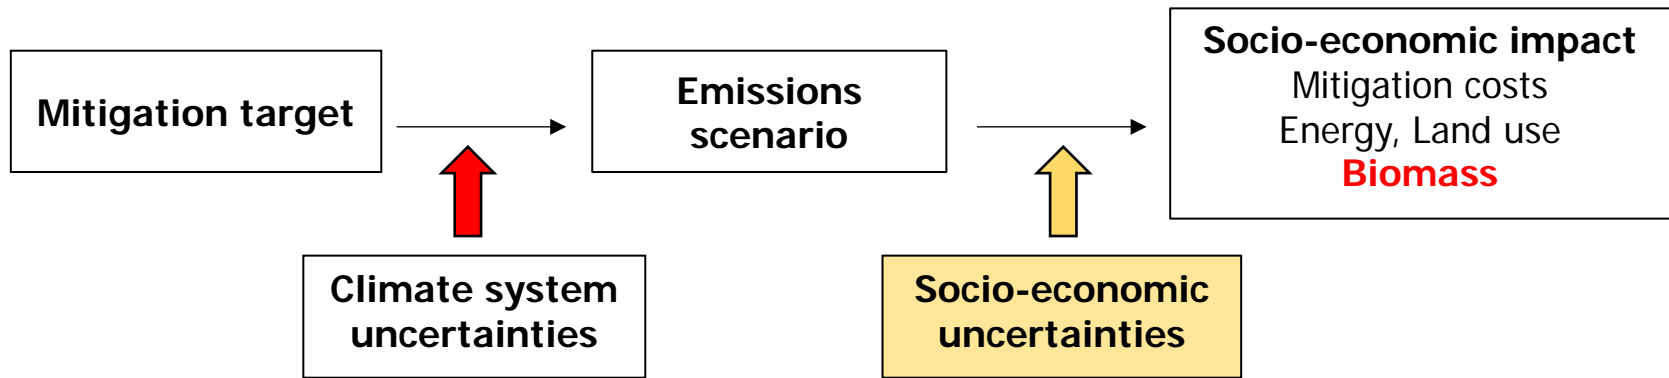 Mitigation target
Emissions
scenario
Socio-economic impact
Mitigation costs
Energy, Land use
Biomass
Climate system
uncertainties
Socio-economic
uncertainties